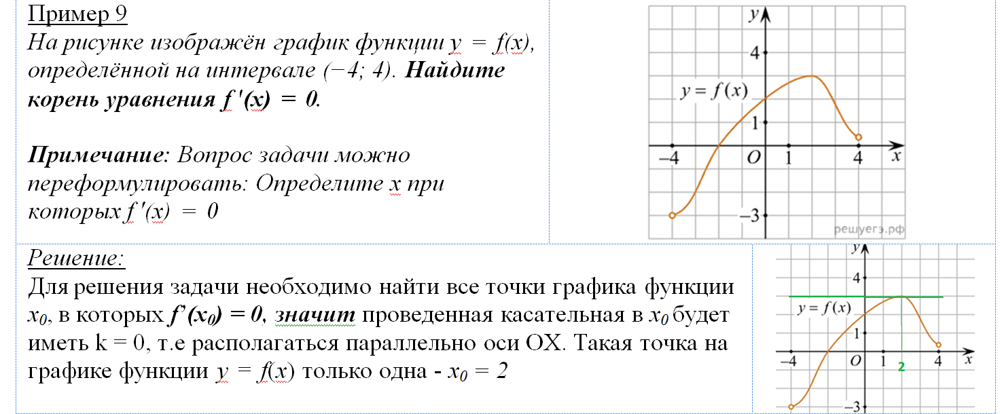 Пример 9
На рисунке изображён график функции y = f(x),
определённой на интервале (−4; 4). Найдите
корень уравнения f '(x) = 0.
Примечание: Вопрос задачи можно
переформулировать: Определите x при
которых f '(x) = 0
y
4
y = f(x)
1
−4
O
1
4
x
−3
решуегэ.рф
Решение:
Для решения задачи необходимо найти все точки графика функции
x₀, в которых f’(x₀) = 0, значит проведенная касательная в x₀ будет
иметь k = 0, т.е располагаться параллельно оси OX. Такая точка на
графике функции y = f(x) только одна - x₀ = 2
y
4
y = f(x)
1
−4
O
1
2
4
x
−3